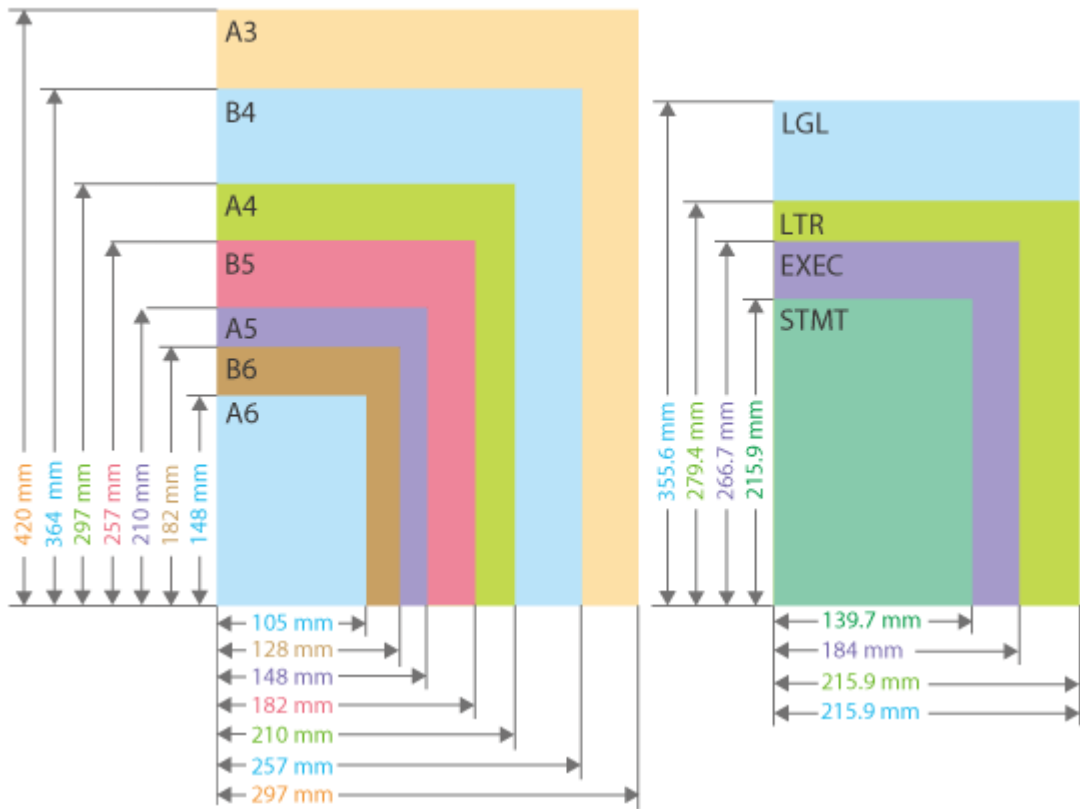 A3
B4
A4
B5
A5
B6
A6
420 mm
364 mm
297 mm
257 mm
210 mm
182 mm
148 mm
105 mm
128 mm
148 mm
182 mm
210 mm
257 mm
297 mm
LGL
LTR
EXEC
STMT
355.6 mm
279.4 mm
266.7 mm
215.9 mm
139.7 mm
184 mm
215.9 mm
215.9 mm